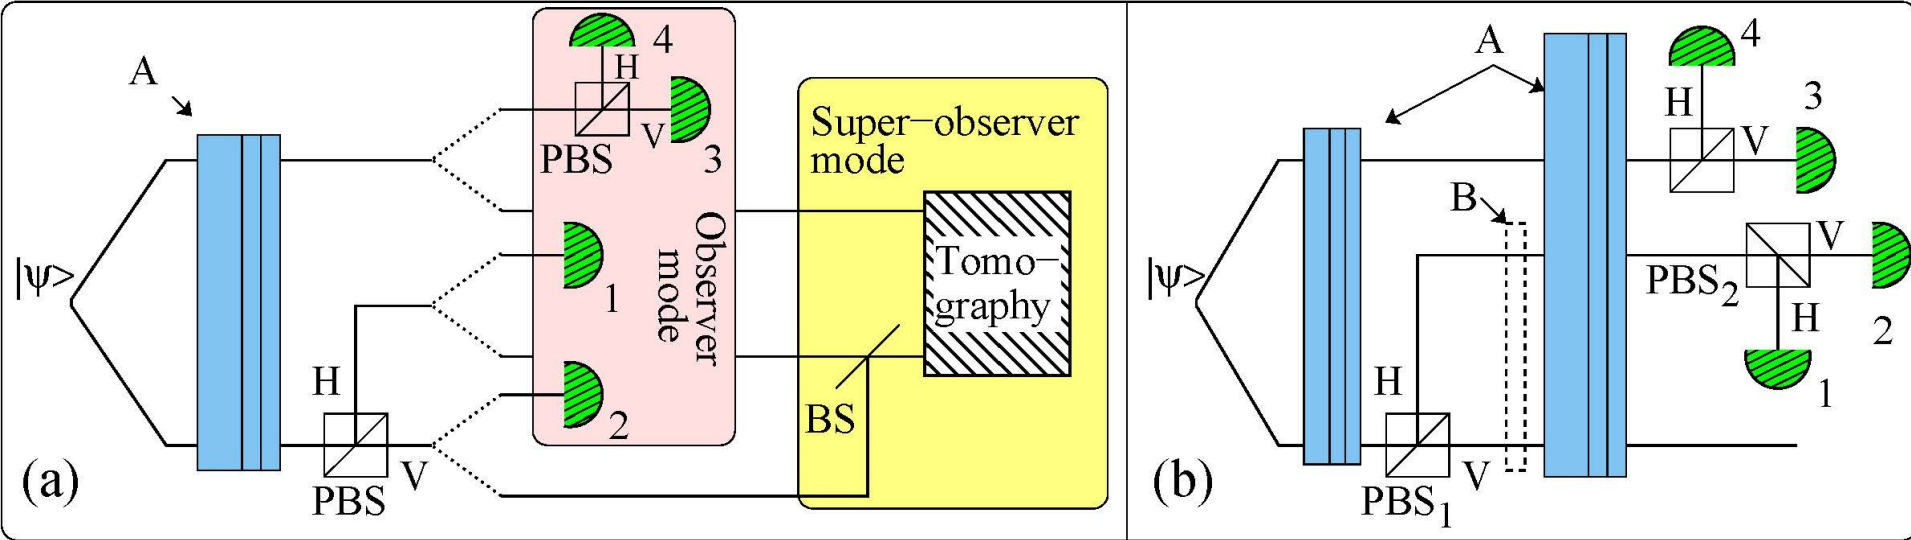 A
|ψ>
H
V
PBS
(a)
4
H
V
PBS
3
1
2
Observer
mode
Super-observer
mode
Tomo-
graphy
BS
A
|ψ>
B
H
V
PBS1
(b)
4
H
V
3
PBS2
V
H
2
1